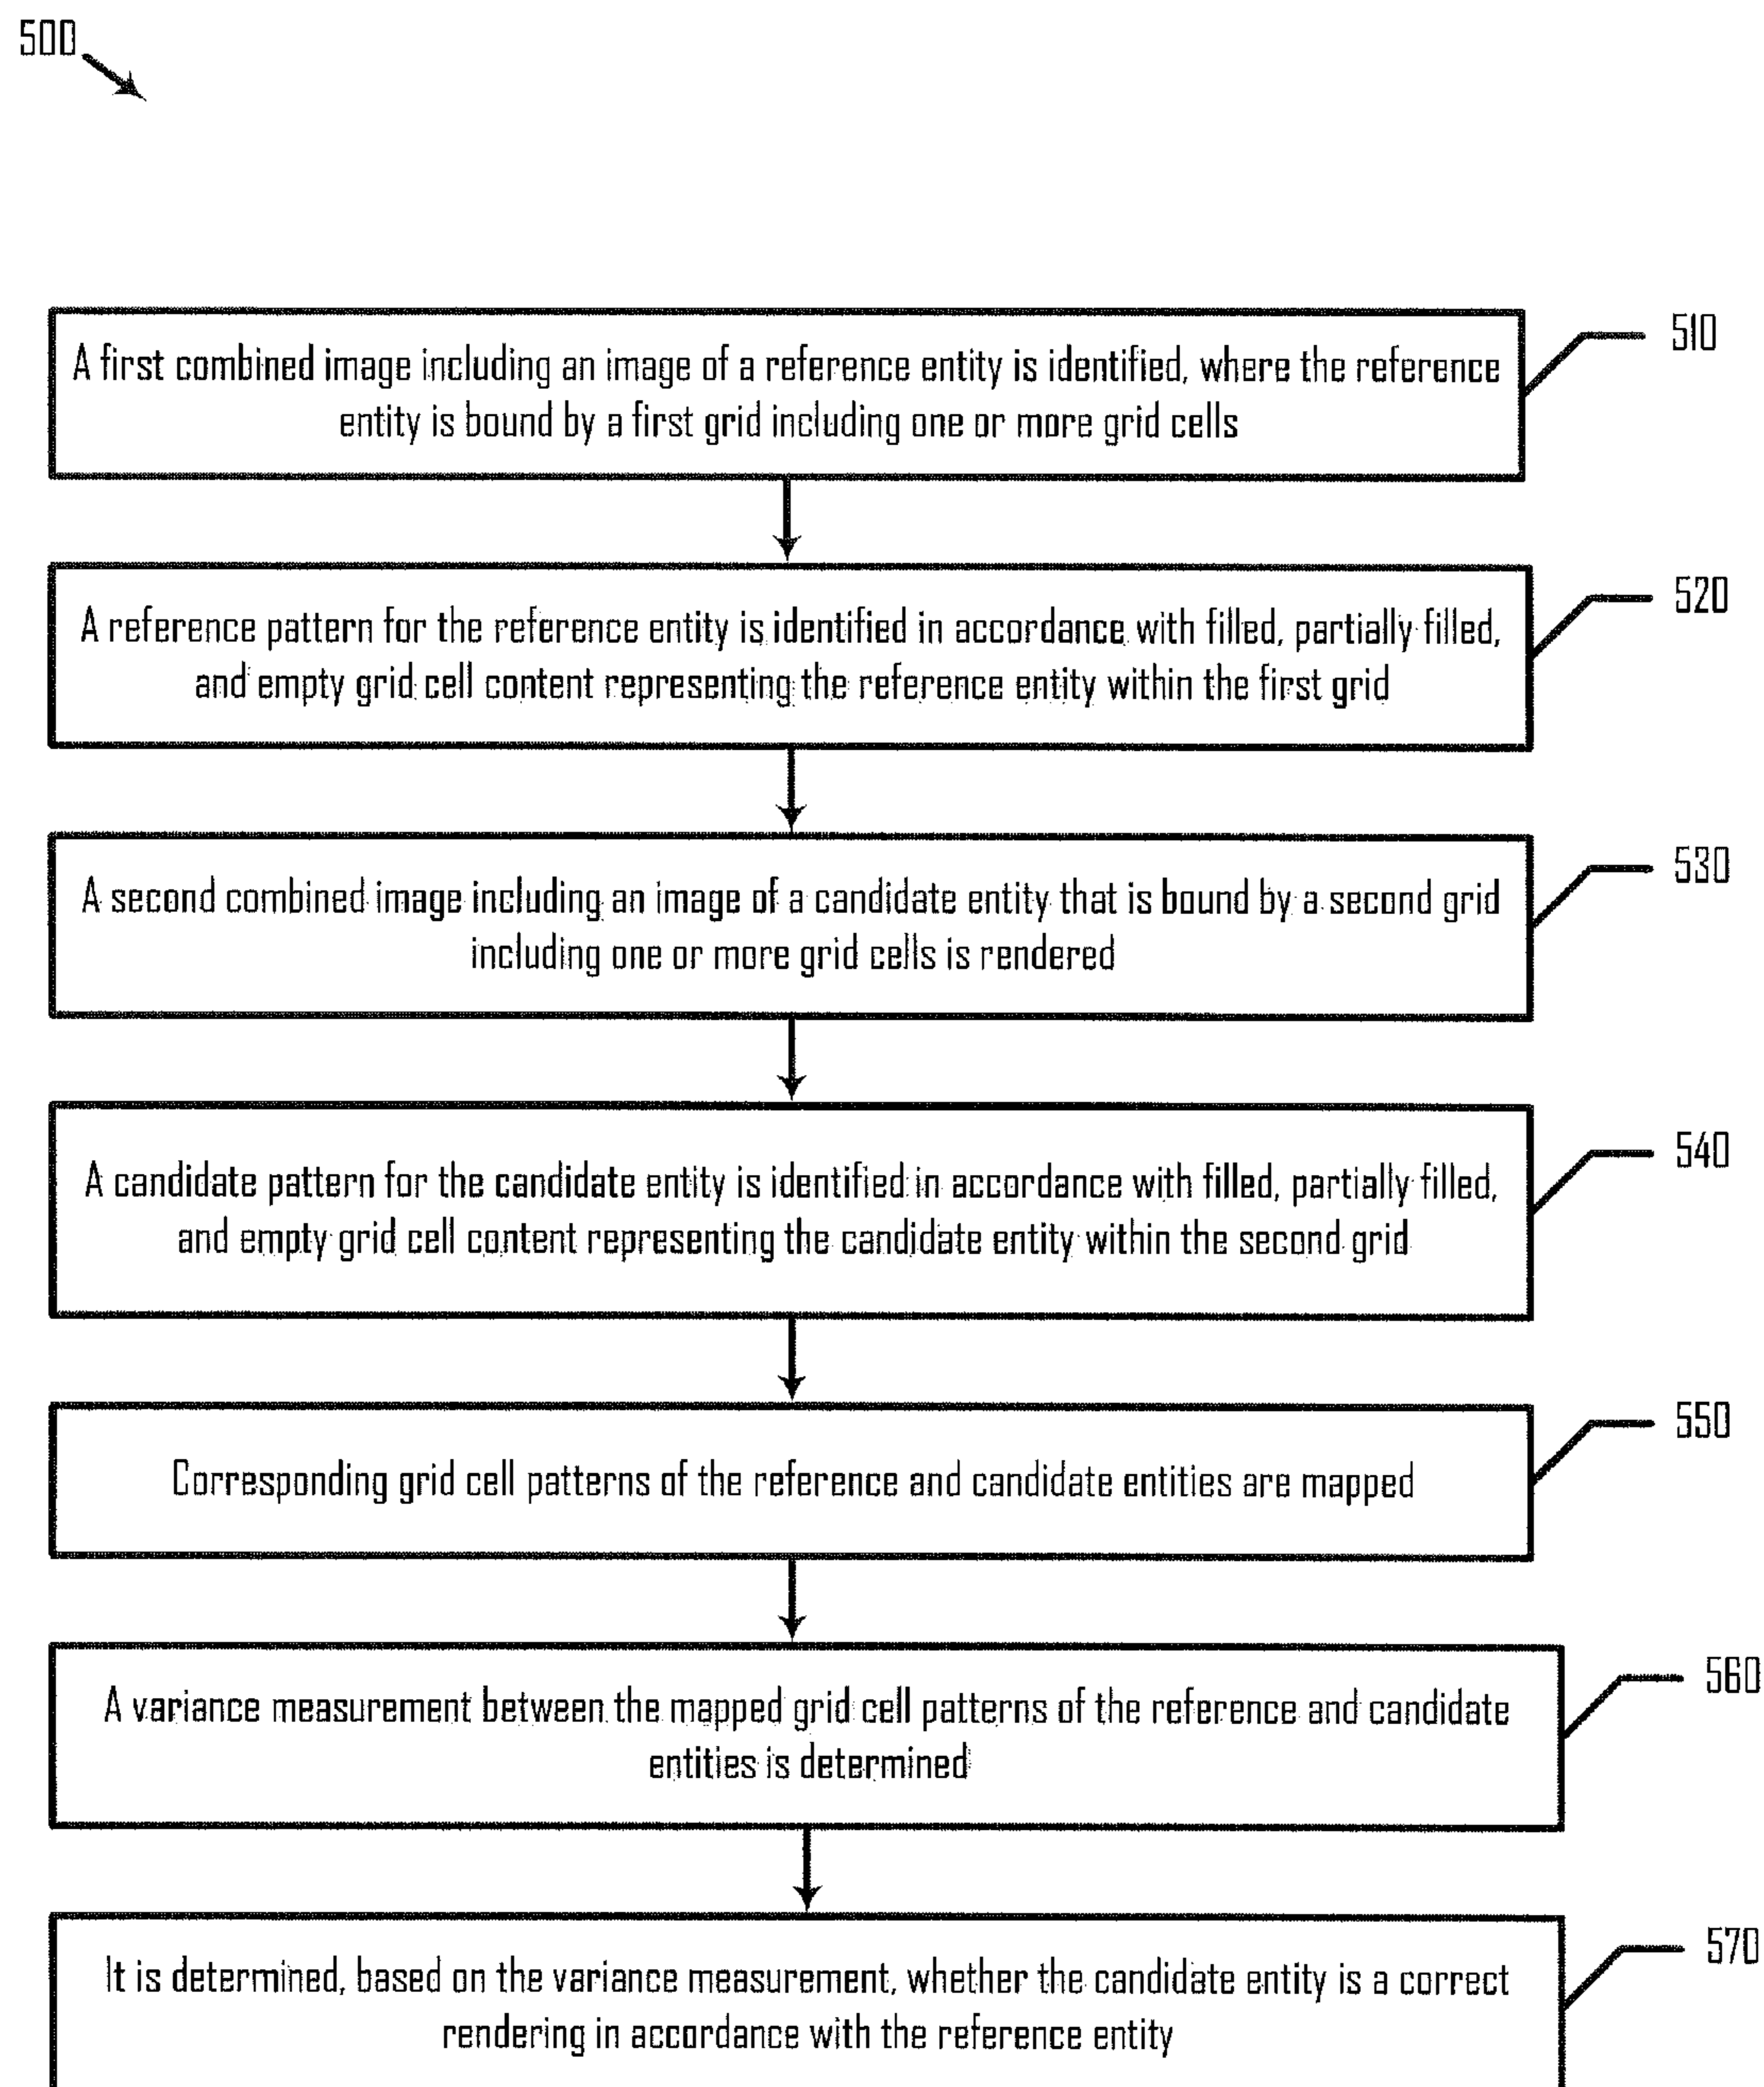 500
A first combined image including an image of a reference entity is identified, where the reference
entity is bound by a first grid including one or more grid cells
510
A reference pattern for the reference entity is identified in accordance with filled, partially filled,
and empty grid cell content representing the reference entity within the first grid
520
A second combined image including an image of a candidate entity that is bound by a second grid
including one or more grid cells is rendered
530
A candidate pattern for the candidate entity is identified in accordance with filled, partially filled,
and empty grid cell content representing the candidate entity within the second grid
540
Corresponding grid cell patterns of the reference and candidate entities are mapped
550
A variance measurement between the mapped grid cell patterns of the reference and candidate
entities is determined
560
It is determined, based on the variance measurement, whether the candidate entity is a correct
rendering in accordance with the reference entity
570